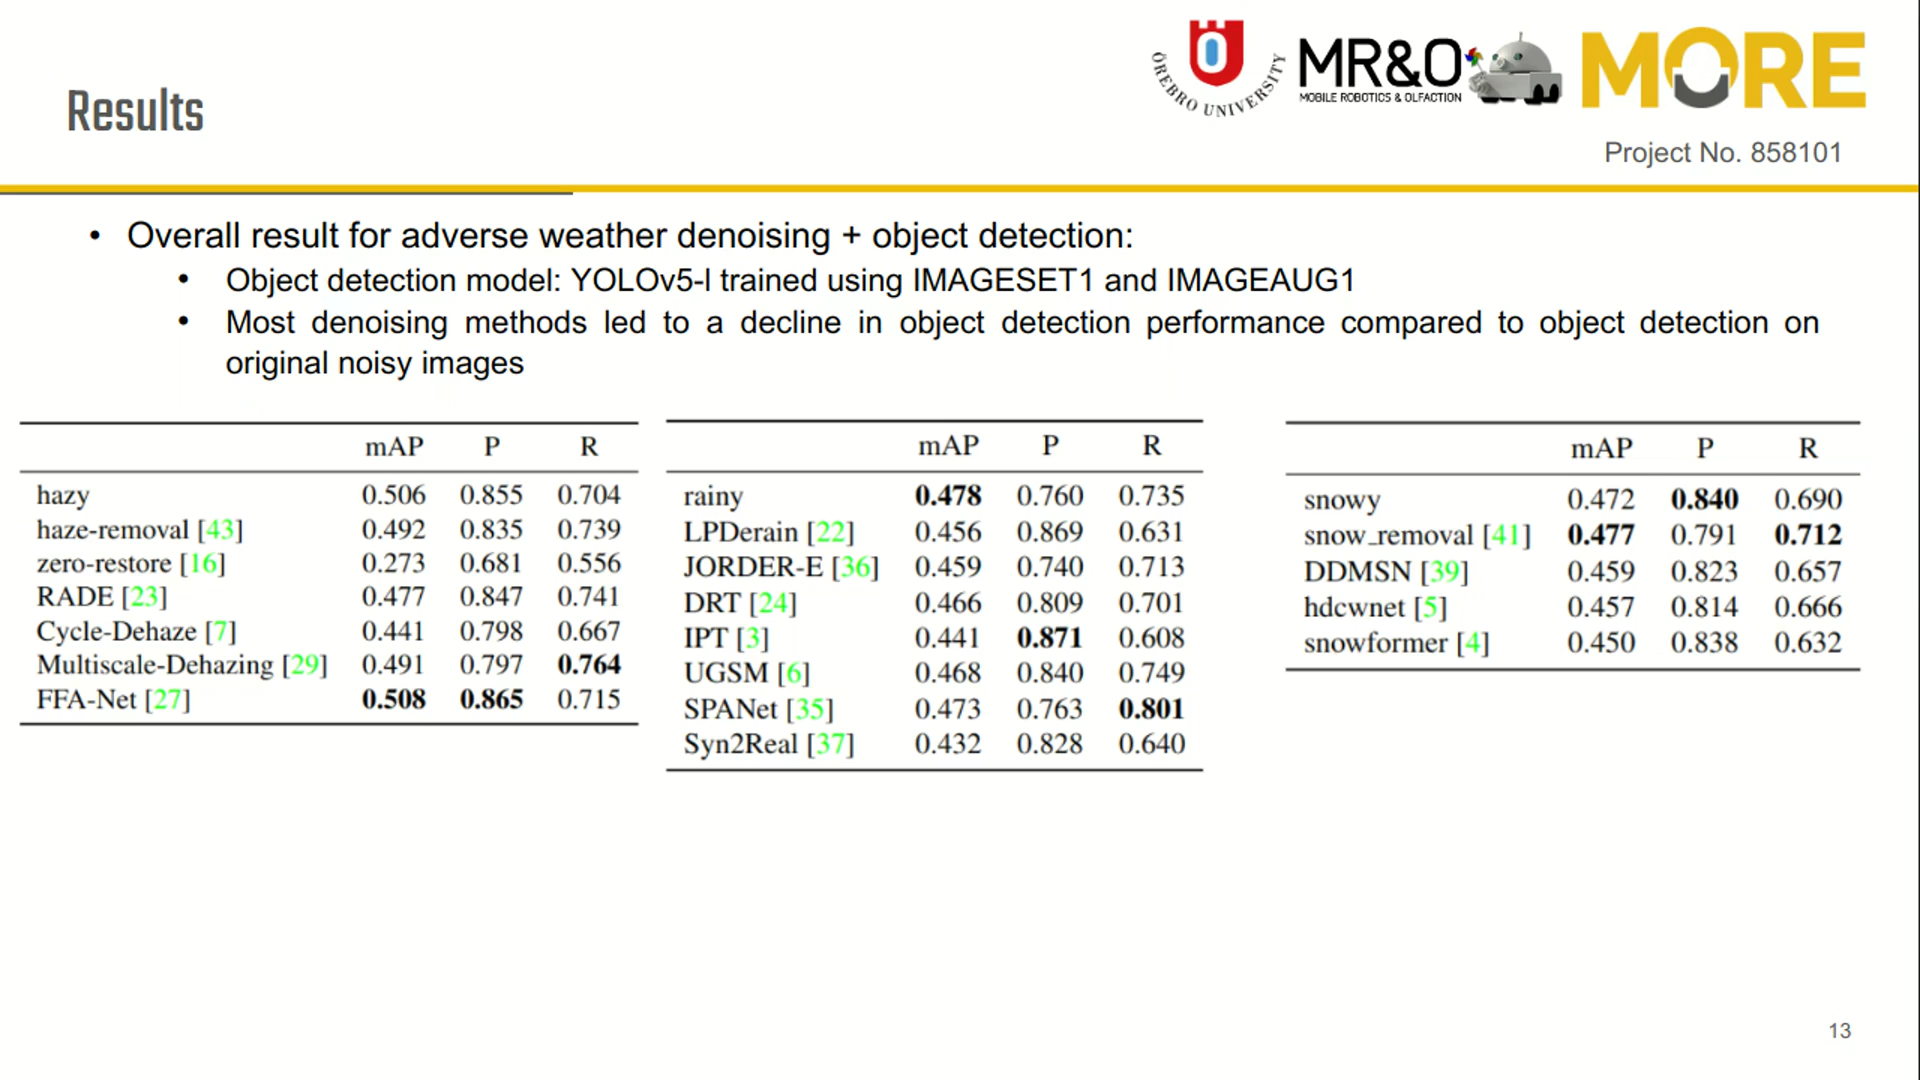 ÖREBRO UNIVERSITY
MR&O
MOBILE ROBOTICS & OLFACTION
MORE
Results
Project No. 858101
• Overall result for adverse weather denoising + object detection:
• Object detection model: YOLOv5-l trained using IMAGESET1 and IMAGEAUG1
• Most denoising methods led to a decline in object detection performance compared to object detection on
original noisy images
mAP P R
hazy 0.506 0.855 0.704
haze-removal [43] 0.492 0.835 0.739
zero-restore [16] 0.273 0.681 0.556
RADE [23] 0.477 0.847 0.741
Cycle-Dehaze [7] 0.441 0.798 0.667
Multiscale-Dehazing [29] 0.491 0.797 0.764
FFA-Net [27] 0.508 0.865 0.715
mAP P R
rainy 0.478 0.760 0.735
LPDerain [22] 0.456 0.869 0.631
JORDER-E [36] 0.459 0.740 0.713
DRT [24] 0.466 0.809 0.701
IPT [3] 0.441 0.871 0.608
UGSM [6] 0.468 0.840 0.749
SPANet [35] 0.473 0.763 0.801
Syn2Real [37] 0.432 0.828 0.640
mAP P R
snowy 0.472 0.840 0.690
snow_removal [41] 0.477 0.791 0.712
DDMSN [39] 0.459 0.823 0.657
hdcwnet [5] 0.457 0.814 0.666
snowformer [4] 0.450 0.838 0.632
13